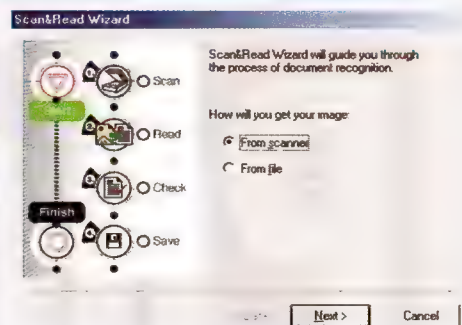 Scan&Read Wizard
Scan&Read Wizard will guide you through
the process of document recognition.
How will you get your image:
From scanner
From file
Scan
Read
Check
Finish
Save
Next >
Cancel